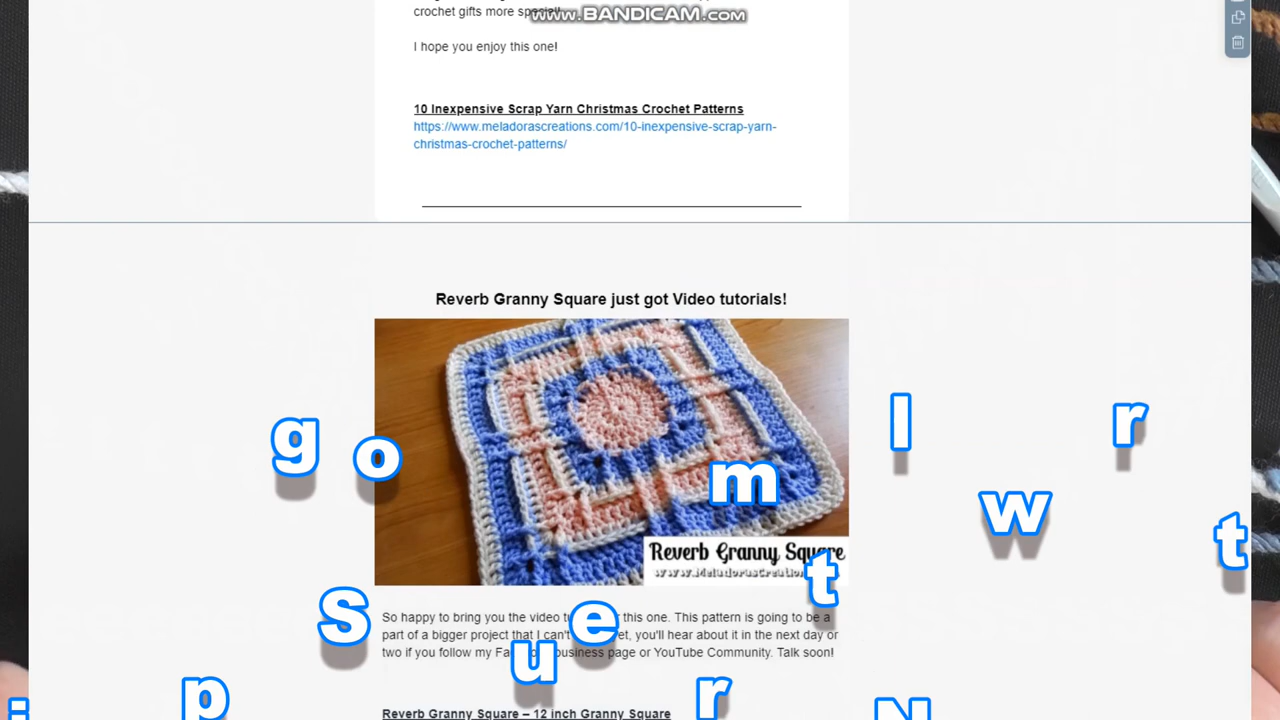 crochet gifts more special!
www.BANDICAM.com
I hope you enjoy this one!
10 Inexpensive Scrap Yarn Christmas Crochet Patterns
https://www.meladorascreations.com/10-inexpensive-scrap-yarn-
christmas-crochet-patterns/
Reverb Granny Square just got Video tutorials!
Reverb Granny Square
So happy to bring you the video this one. This pattern is going to be a
part of a bigger project that I can't you'll hear about it in the next day or
two if you follow my business page or YouTube Community. Talk soon!
Reverb Granny Square – 12 inch Granny Square
g o m l r
w t
S e t
u
i p r N